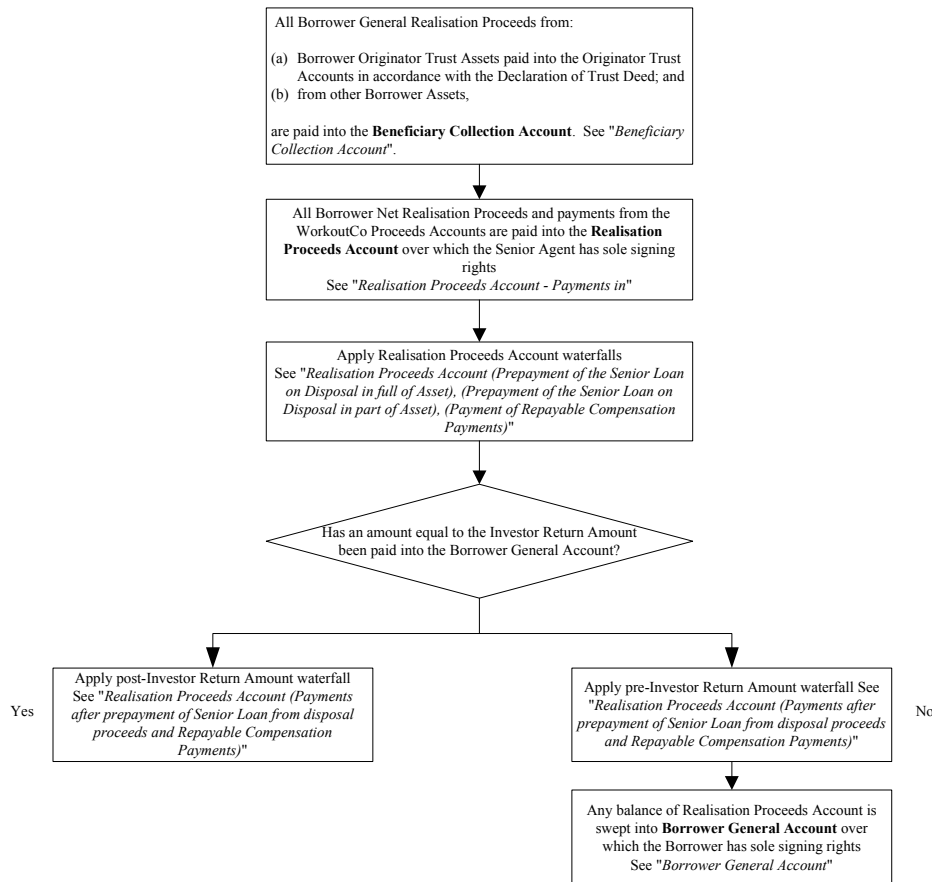 All Borrower General Realisation Proceeds from:
(a) Borrower Originator Trust Assets paid into the Originator Trust
Accounts in accordance with the Declaration of Trust Deed; and
(b) from other Borrower Assets,
are paid into the Beneficiary Collection Account. See "Beneficiary
Collection Account".
All Borrower Net Realisation Proceeds and payments from the
WorkoutCo Proceeds Accounts are paid into the Realisation
Proceeds Account over which the Senior Agent has sole signing
rights
See "Realisation Proceeds Account - Payments in"
Apply Realisation Proceeds Account waterfalls
See "Realisation Proceeds Account (Prepayment of the Senior Loan
on Disposal in full of Asset), (Prepayment of the Senior Loan on
Disposal in part of Asset), (Payment of Repayable Compensation
Payments)"
Has an amount equal to the Investor Return Amount
been paid into the Borrower General Account?
Yes
Apply post-Investor Return Amount waterfall
See "Realisation Proceeds Account (Payments
after prepayment of Senior Loan from disposal
proceeds and Repayable Compensation
Payments)"
Apply pre-Investor Return Amount waterfall See
"Realisation Proceeds Account (Payments after
prepayment of Senior Loan from disposal proceeds
and Repayable Compensation Payments)"
No
Any balance of Realisation Proceeds Account is
swept into Borrower General Account over
which the Borrower has sole signing rights
See "Borrower General Account"